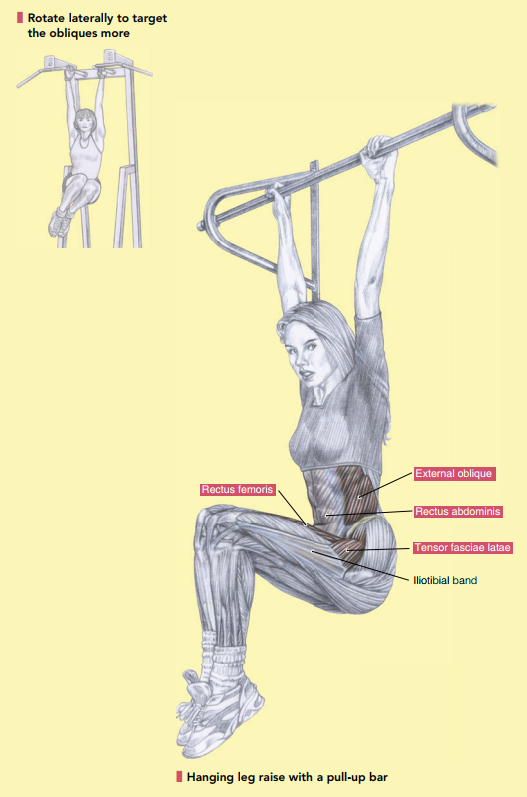 Rotate laterally to target
the obliques more
External oblique
Rectus femoris
Rectus abdominis
Tensor fasciae latae
Iliotibial band
Hanging leg raise with a pull-up bar